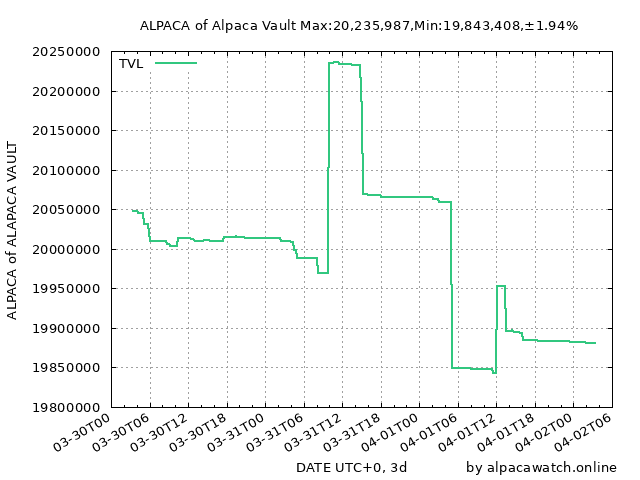 ALPACA of Alpaca Vault Max:20,235,987,Min:19,843,408,±1.94%
TVL
ALPACA of ALAPACA VAULT
20250000
20200000
20150000
20100000
20050000
20000000
19950000
19900000
19850000
19800000
03-30T00
03-30T06
03-30T12
03-30T18
03-31T00
03-31T06
03-31T12
03-31T18
04-01T00
04-01T06
04-01T12
04-01T18
04-02T00
04-02T06
DATE UTC+0, 3d
by alpacawatch.online